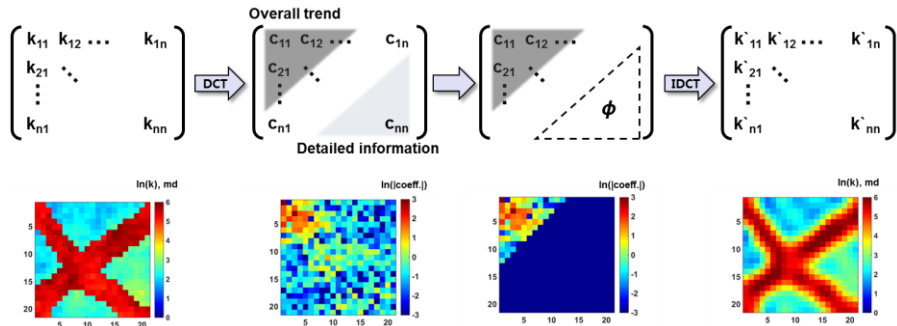 Overall trend
k11 k12 ··· k1n
k21
kn1 knn
DCT
c11 c12 ··· c1n
c21
cn1 cnn
Detailed information
c11 c12 ···
c21
ϕ
IDCT
k`11 k`12 ··· k`1n
k`21
k`n1 k`nn
ln(k), md
5
10
15
20
5 10 15 20
6
5
4
3
2
1
0
ln(|coeff.|)
5
10
15
20
5 10 15 20
3
2
1
0
-1
-2
-3
ln(|coeff.|)
5
10
15
20
5 10 15 20
3
2
1
0
-1
-2
-3
ln(k), md
5
10
15
20
5 10 15 20
6
5
4
3
2
1
0